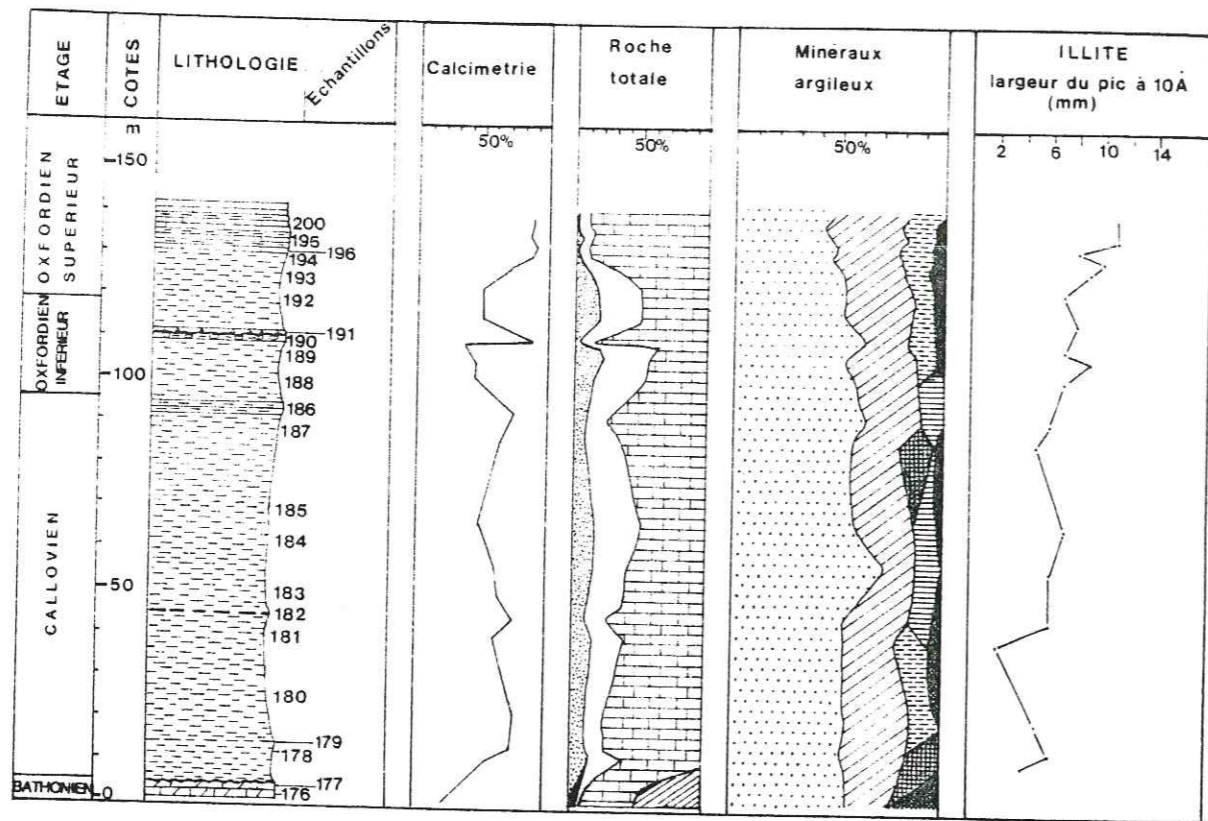 ETAGE
COTES
LITHOLOGIE
Echantillons
Calcimetrie
Roche
totale
Minéraux
argileux
ILLITE
largeur du pic à 10Å
(mm)
m
50%
50%
50%
2 6 10 14
150
100
50
0
OXFORDIEN
SUPERIEUR
OXFORDIEN
INFERIEUR
CALLOVIEN
BATHONIEN
200
195
196
194
193
192
191
190
189
188
186
187
185
184
183
182
181
180
179
178
177
176